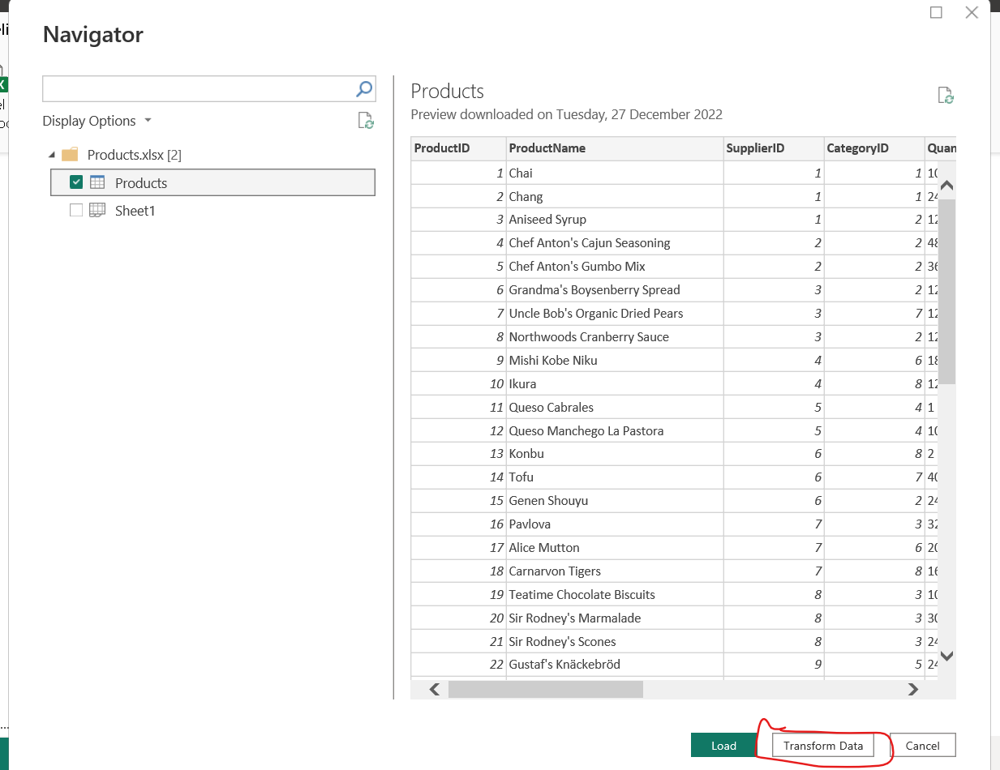 Navigator
Display Options
Products.xlsx [2]
Products
Sheet1
Products
Preview downloaded on Tuesday, 27 December 2022
ProductID ProductName SupplierID CategoryID Quan
1 Chai 1 1 10
2 Chang 1 1 24
3 Aniseed Syrup 1 2 12
4 Chef Anton's Cajun Seasoning 2 2 48
5 Chef Anton's Gumbo Mix 2 2 36
6 Grandma's Boysenberry Spread 3 2 12
7 Uncle Bob's Organic Dried Pears 3 7 12
8 Northwoods Cranberry Sauce 3 2 12
9 Mishi Kobe Niku 4 6 18
10 Ikura 4 8 12
11 Queso Cabrales 5 4 1
12 Queso Manchego La Pastora 5 4 10
13 Konbu 6 8 2
14 Tofu 6 7 40
15 Genen Shouyu 6 2 24
16 Pavlova 7 3 32
17 Alice Mutton 7 6 20
18 Carnarvon Tigers 7 8 16
19 Teatime Chocolate Biscuits 8 3 10
20 Sir Rodney's Marmalade 8 3 30
21 Sir Rodney's Scones 8 3 24
22 Gustaf's Knäckebröd 9 5 24
Load Transform Data Cancel